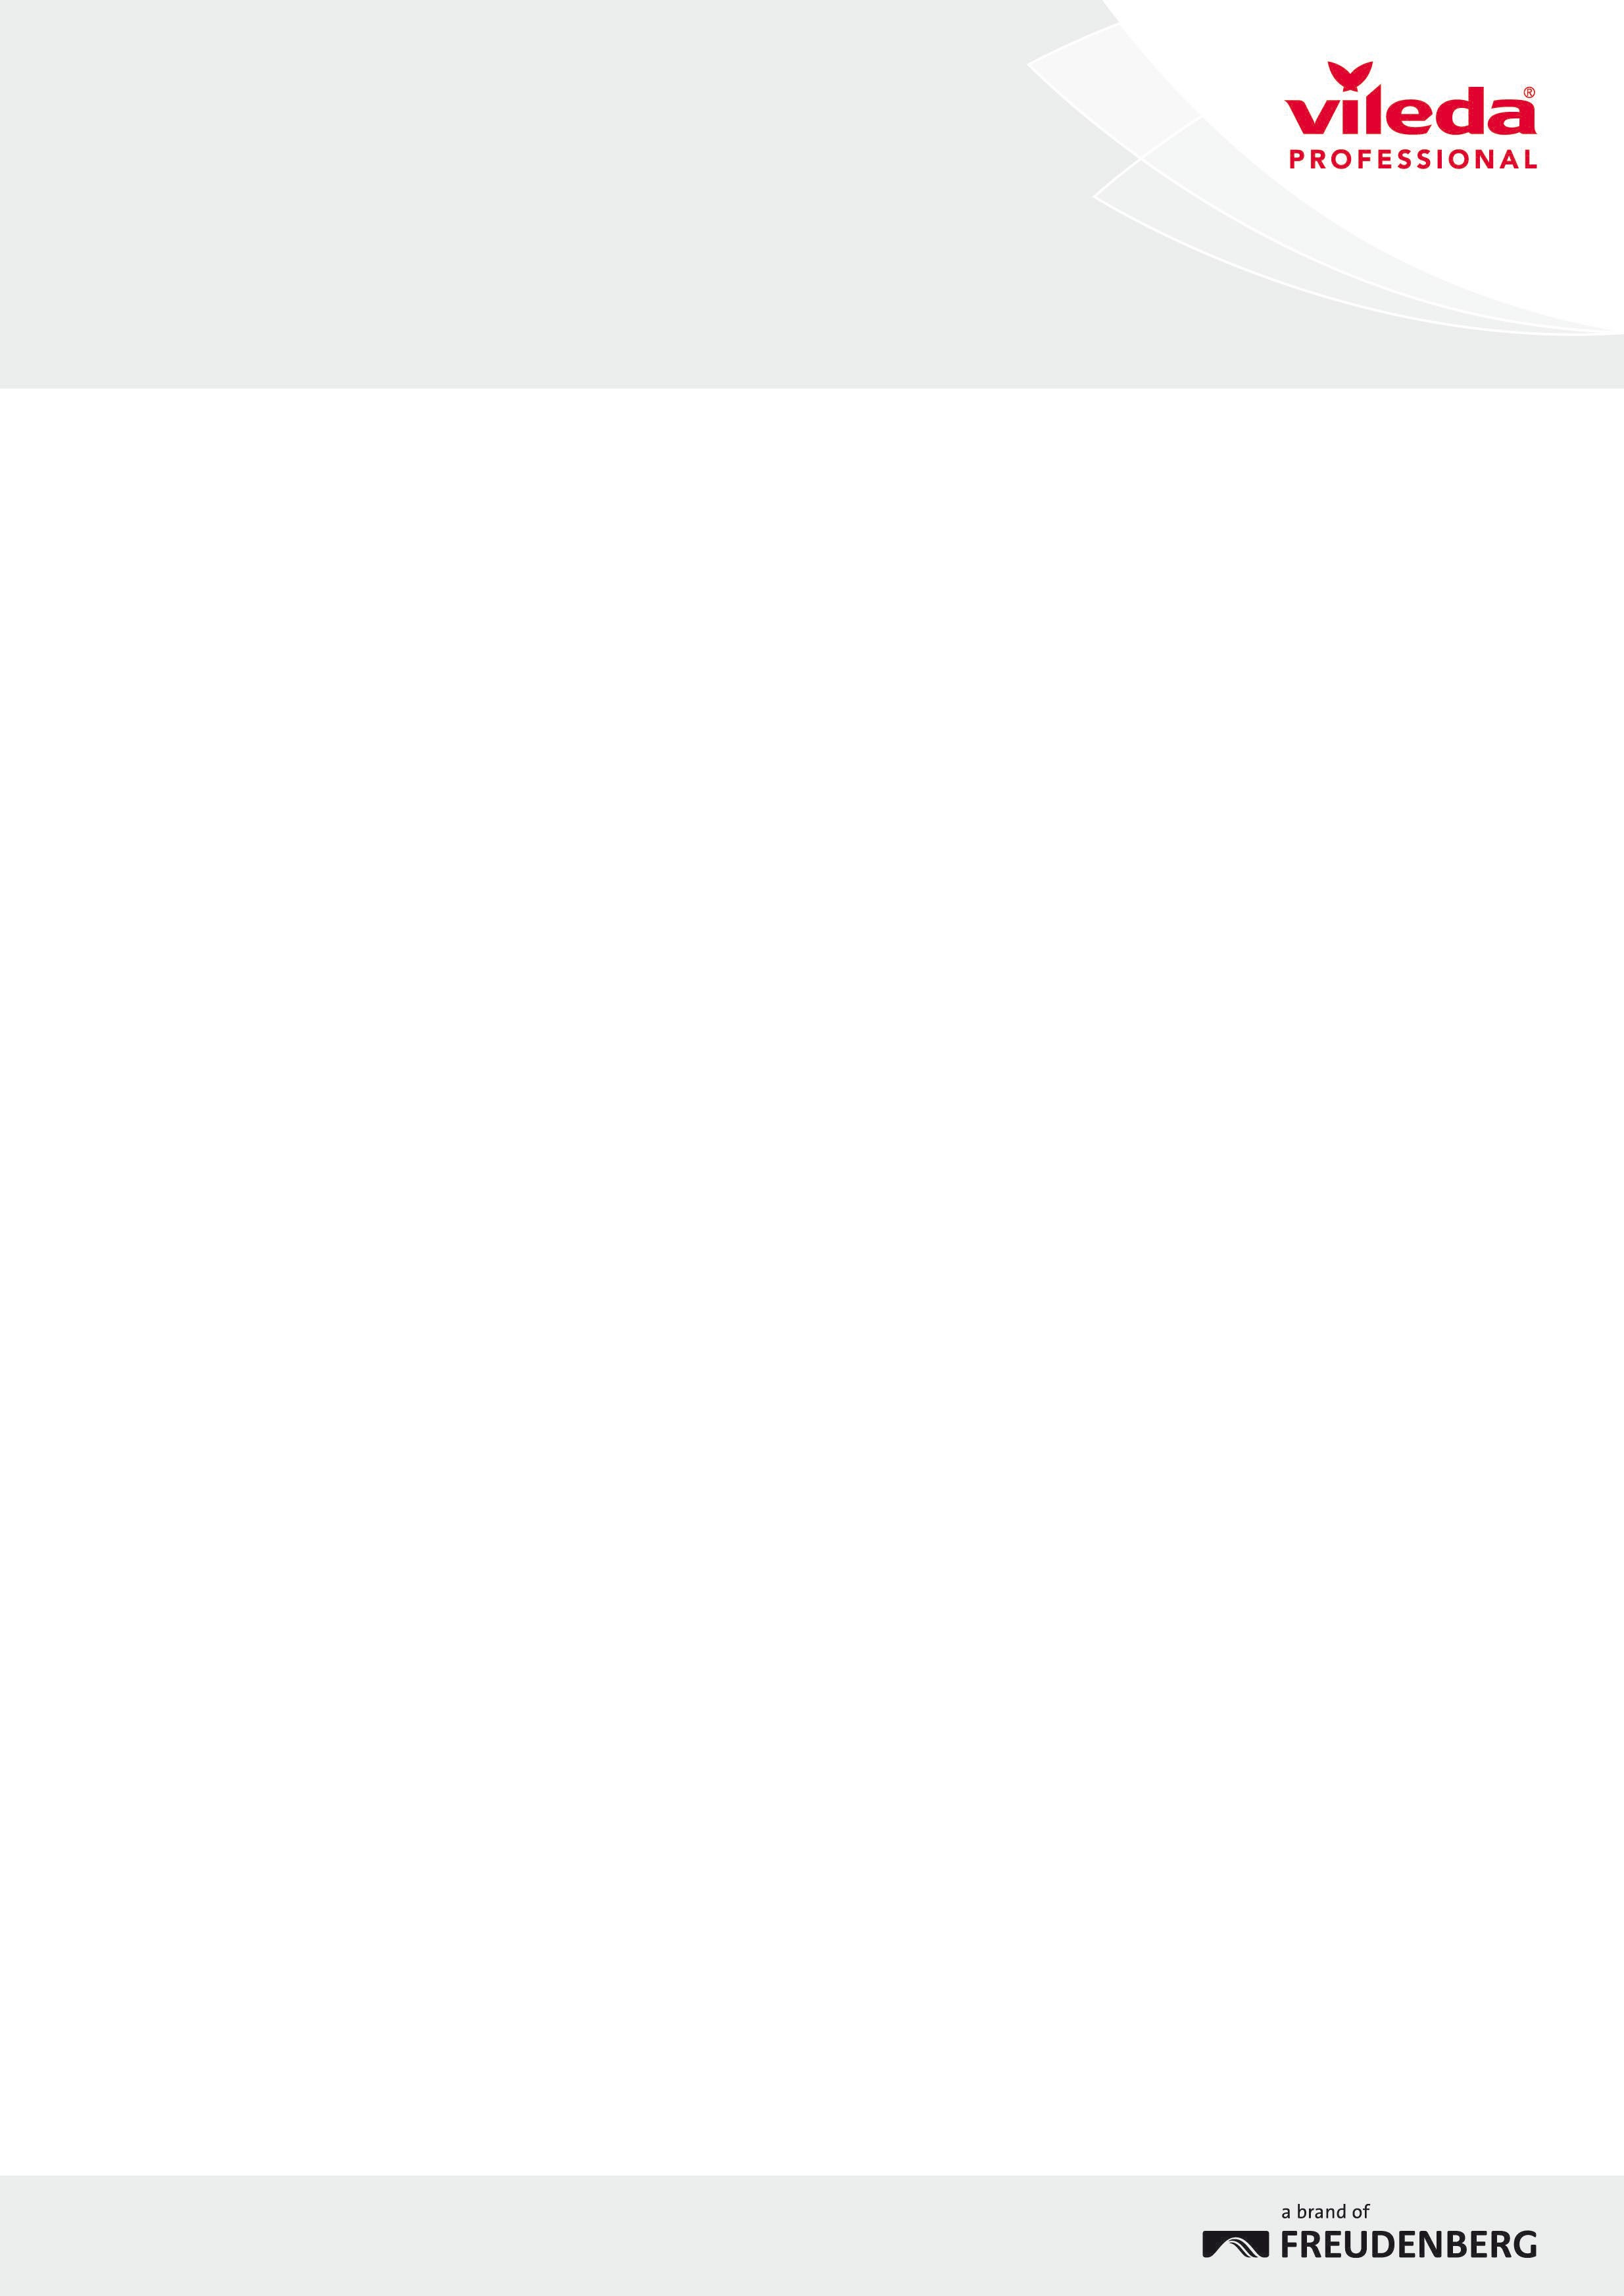 vileda®
PROFESSIONAL
a brand of
FREUDENBERG